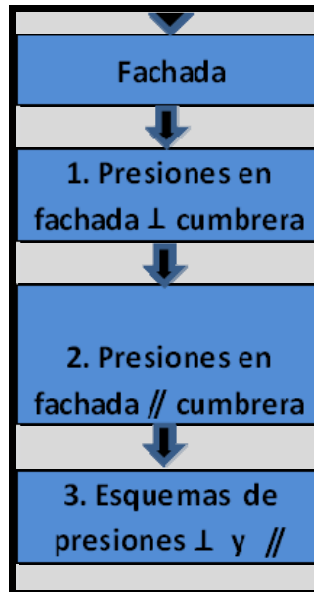 Fachada
1. Presiones en
fachada ⊥ cumbrera
2. Presiones en
fachada // cumbrera
3. Esquemas de
presiones ⊥ y //